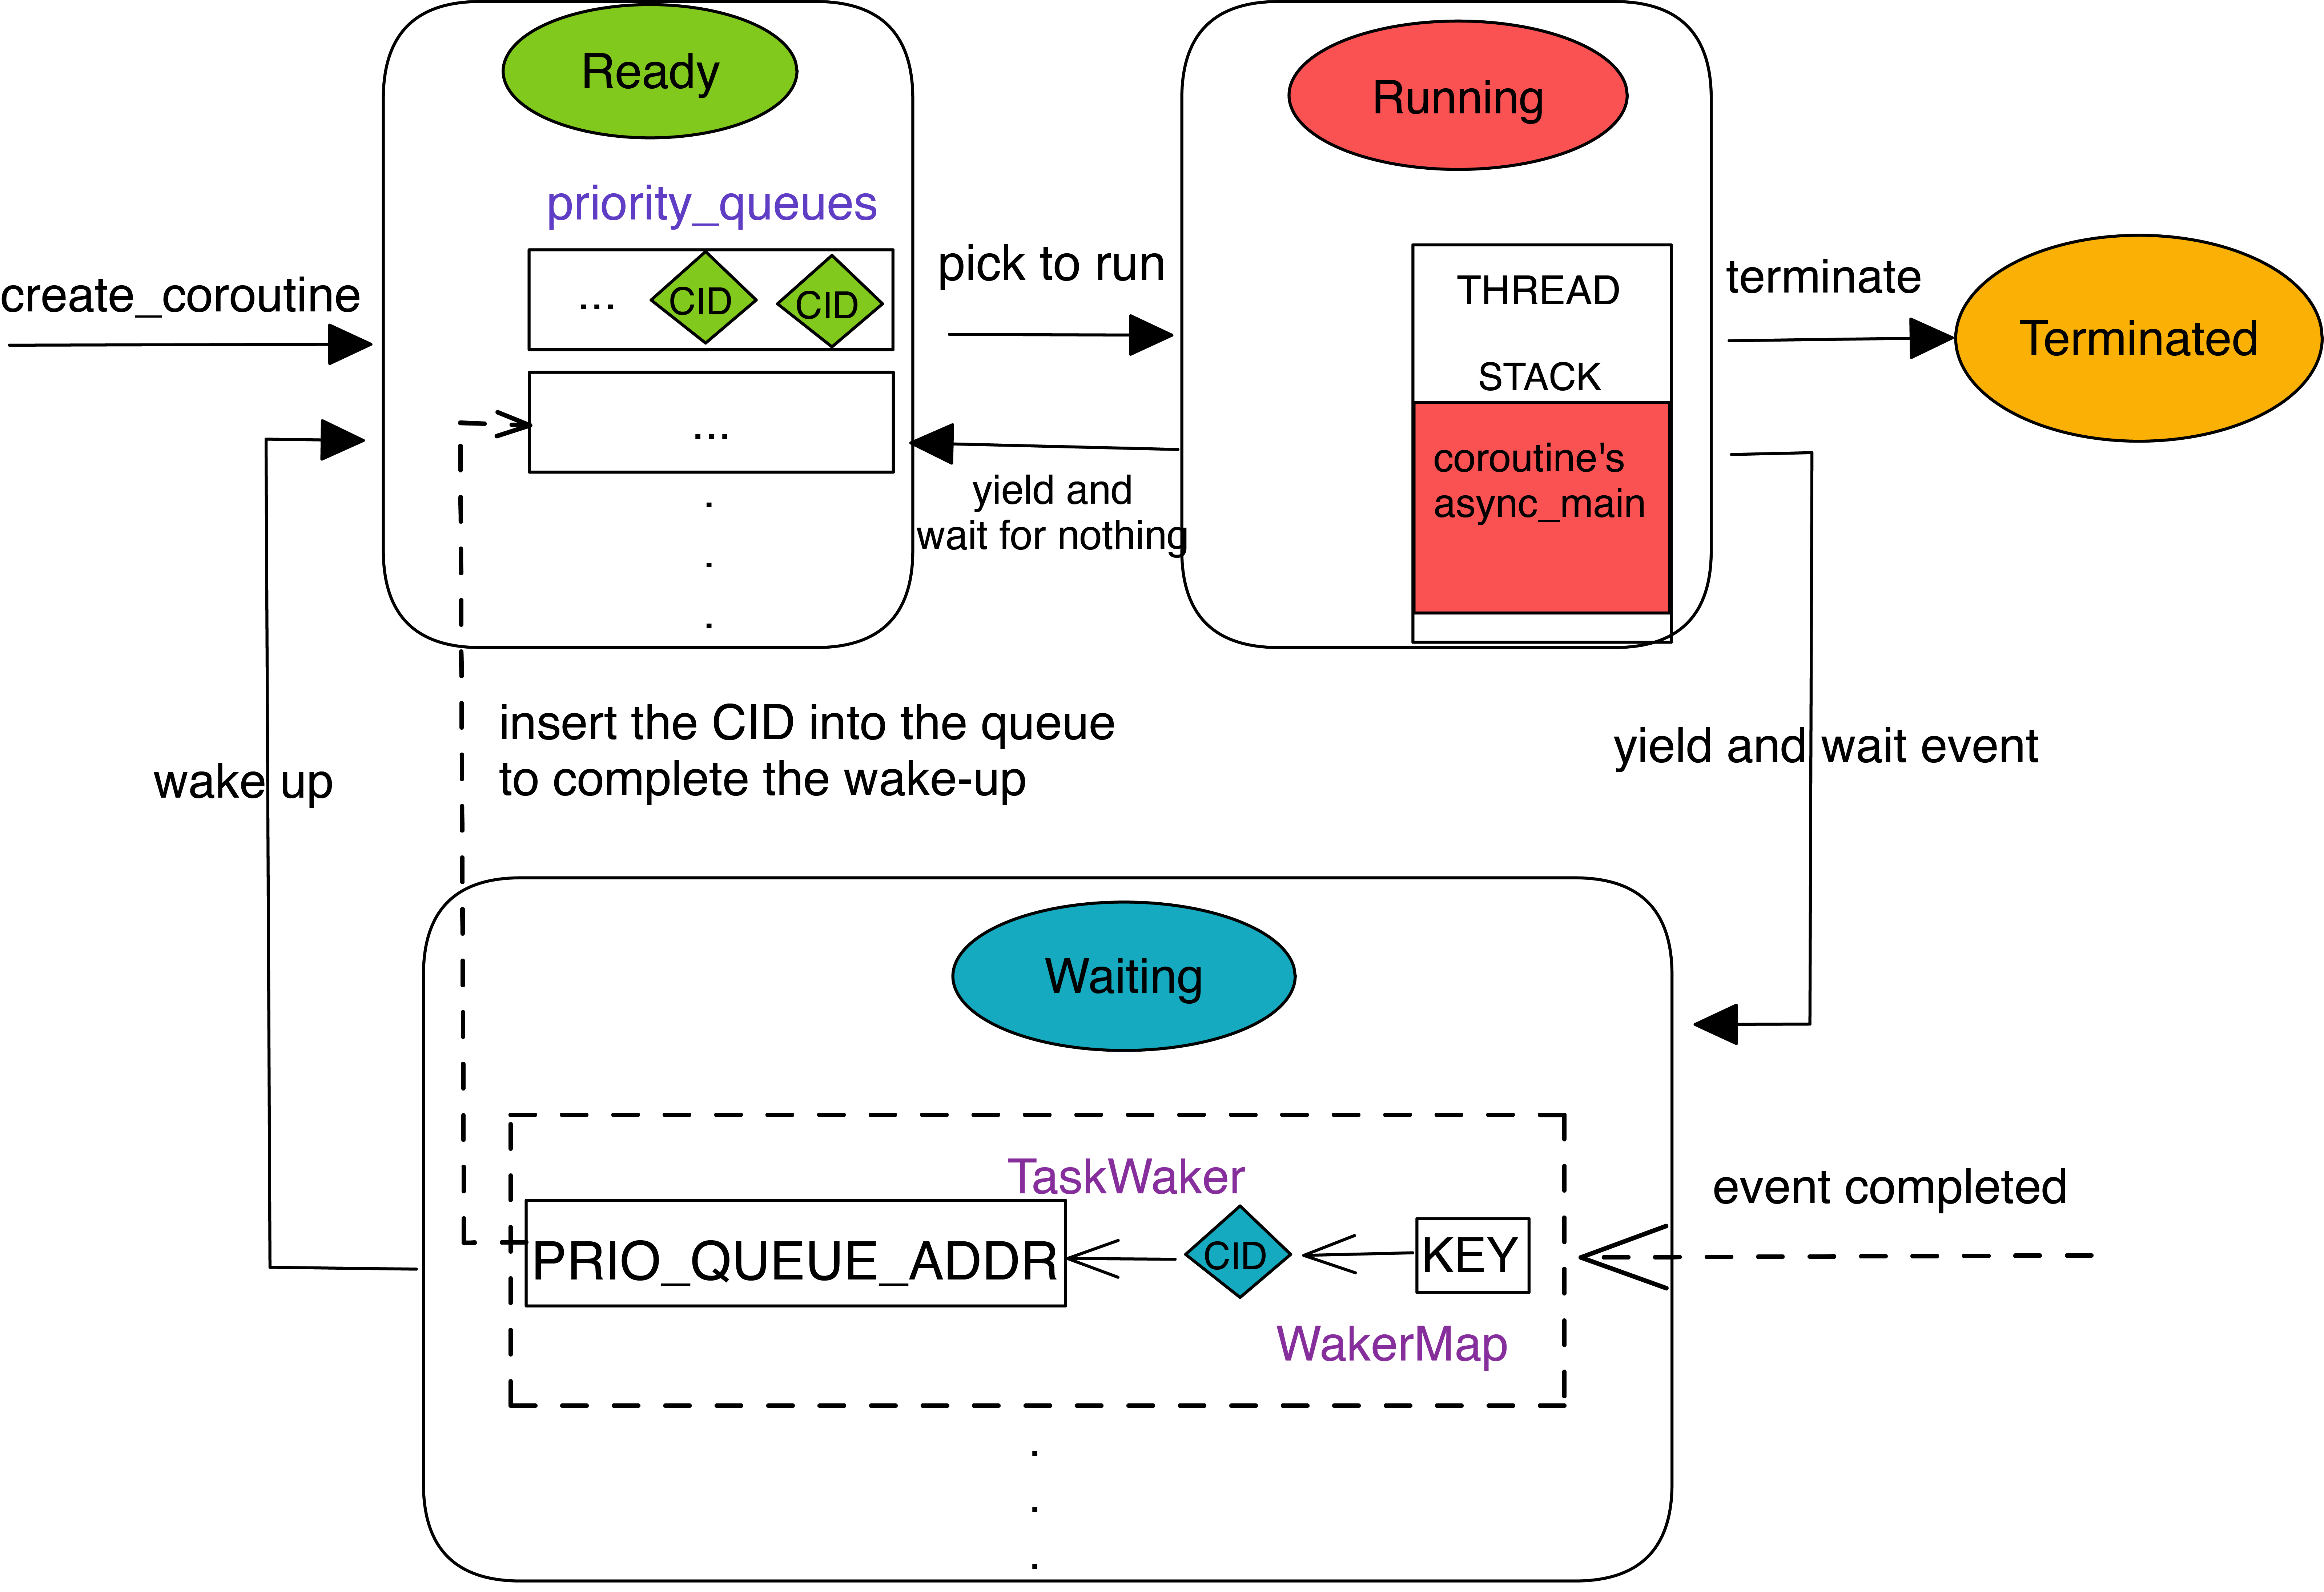 Ready
Running
priority_queues
create_coroutine
... CID CID
pick to run
THREAD
STACK
terminate
Terminated
...
yield and
wait for nothing
coroutine's
async_main
.
.
.
insert the CID into the queue
to complete the wake-up
wake up
yield and wait event
Waiting
TaskWaker
PRIO_QUEUE_ADDR
CID
KEY
event completed
WakerMap
.
.
.